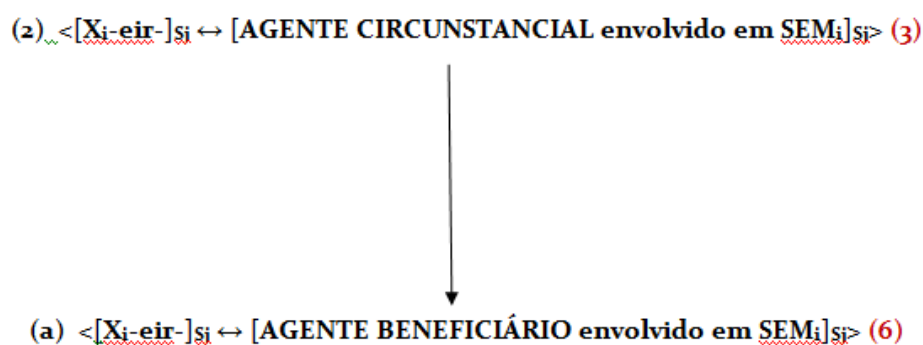 (2) <[Xi-eir-]Sj ↔ [AGENTE CIRCUNSTANCIAL envolvido em SEMi]Sj> (3)
(a) <[Xi-eir-]Sj ↔ [AGENTE BENEFICIÁRIO envolvido em SEMi]Sj> (6)